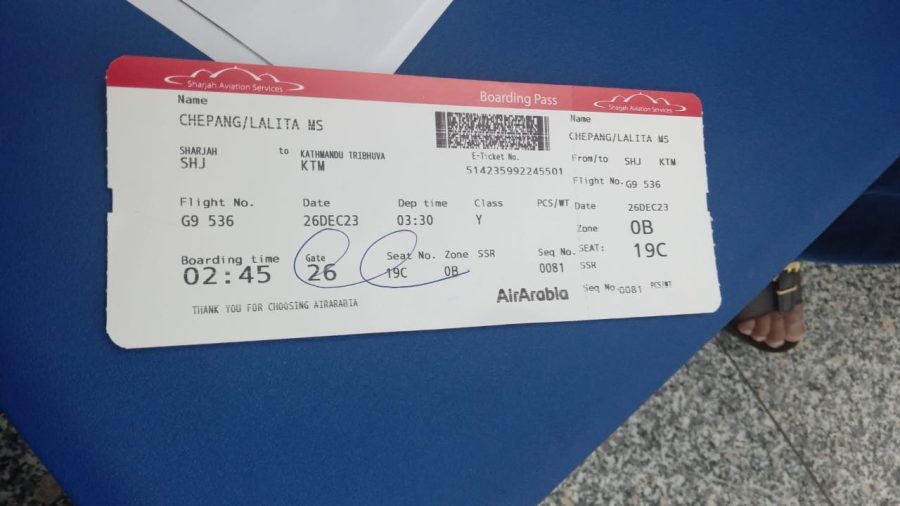 Sharjah Aviation Services
Boarding Pass
Sharjah Aviation Services
Name
CHEPANG/LALITA MS
SHARJAH to KATHMANDU TRIBHUVA
SHJ KTM
E-Ticket No.
514235992245501
Flight No. Date Dep time Class PCS/WT
G9 536 26DEC23 03:30 Y
Boarding time Gate Seat No. Zone SSR Seq No.
02:45 26 19C 0B 0081
THANK YOU FOR CHOOSING AIRARABIA
AirArabia
Name
CHEPANG/LALITA MS
From/to SHJ KTM
Flight No. G9 536
Date 26DEC23
Zone 0B
SEAT: 19C
SSR
Seq No 0081 PCS/WT